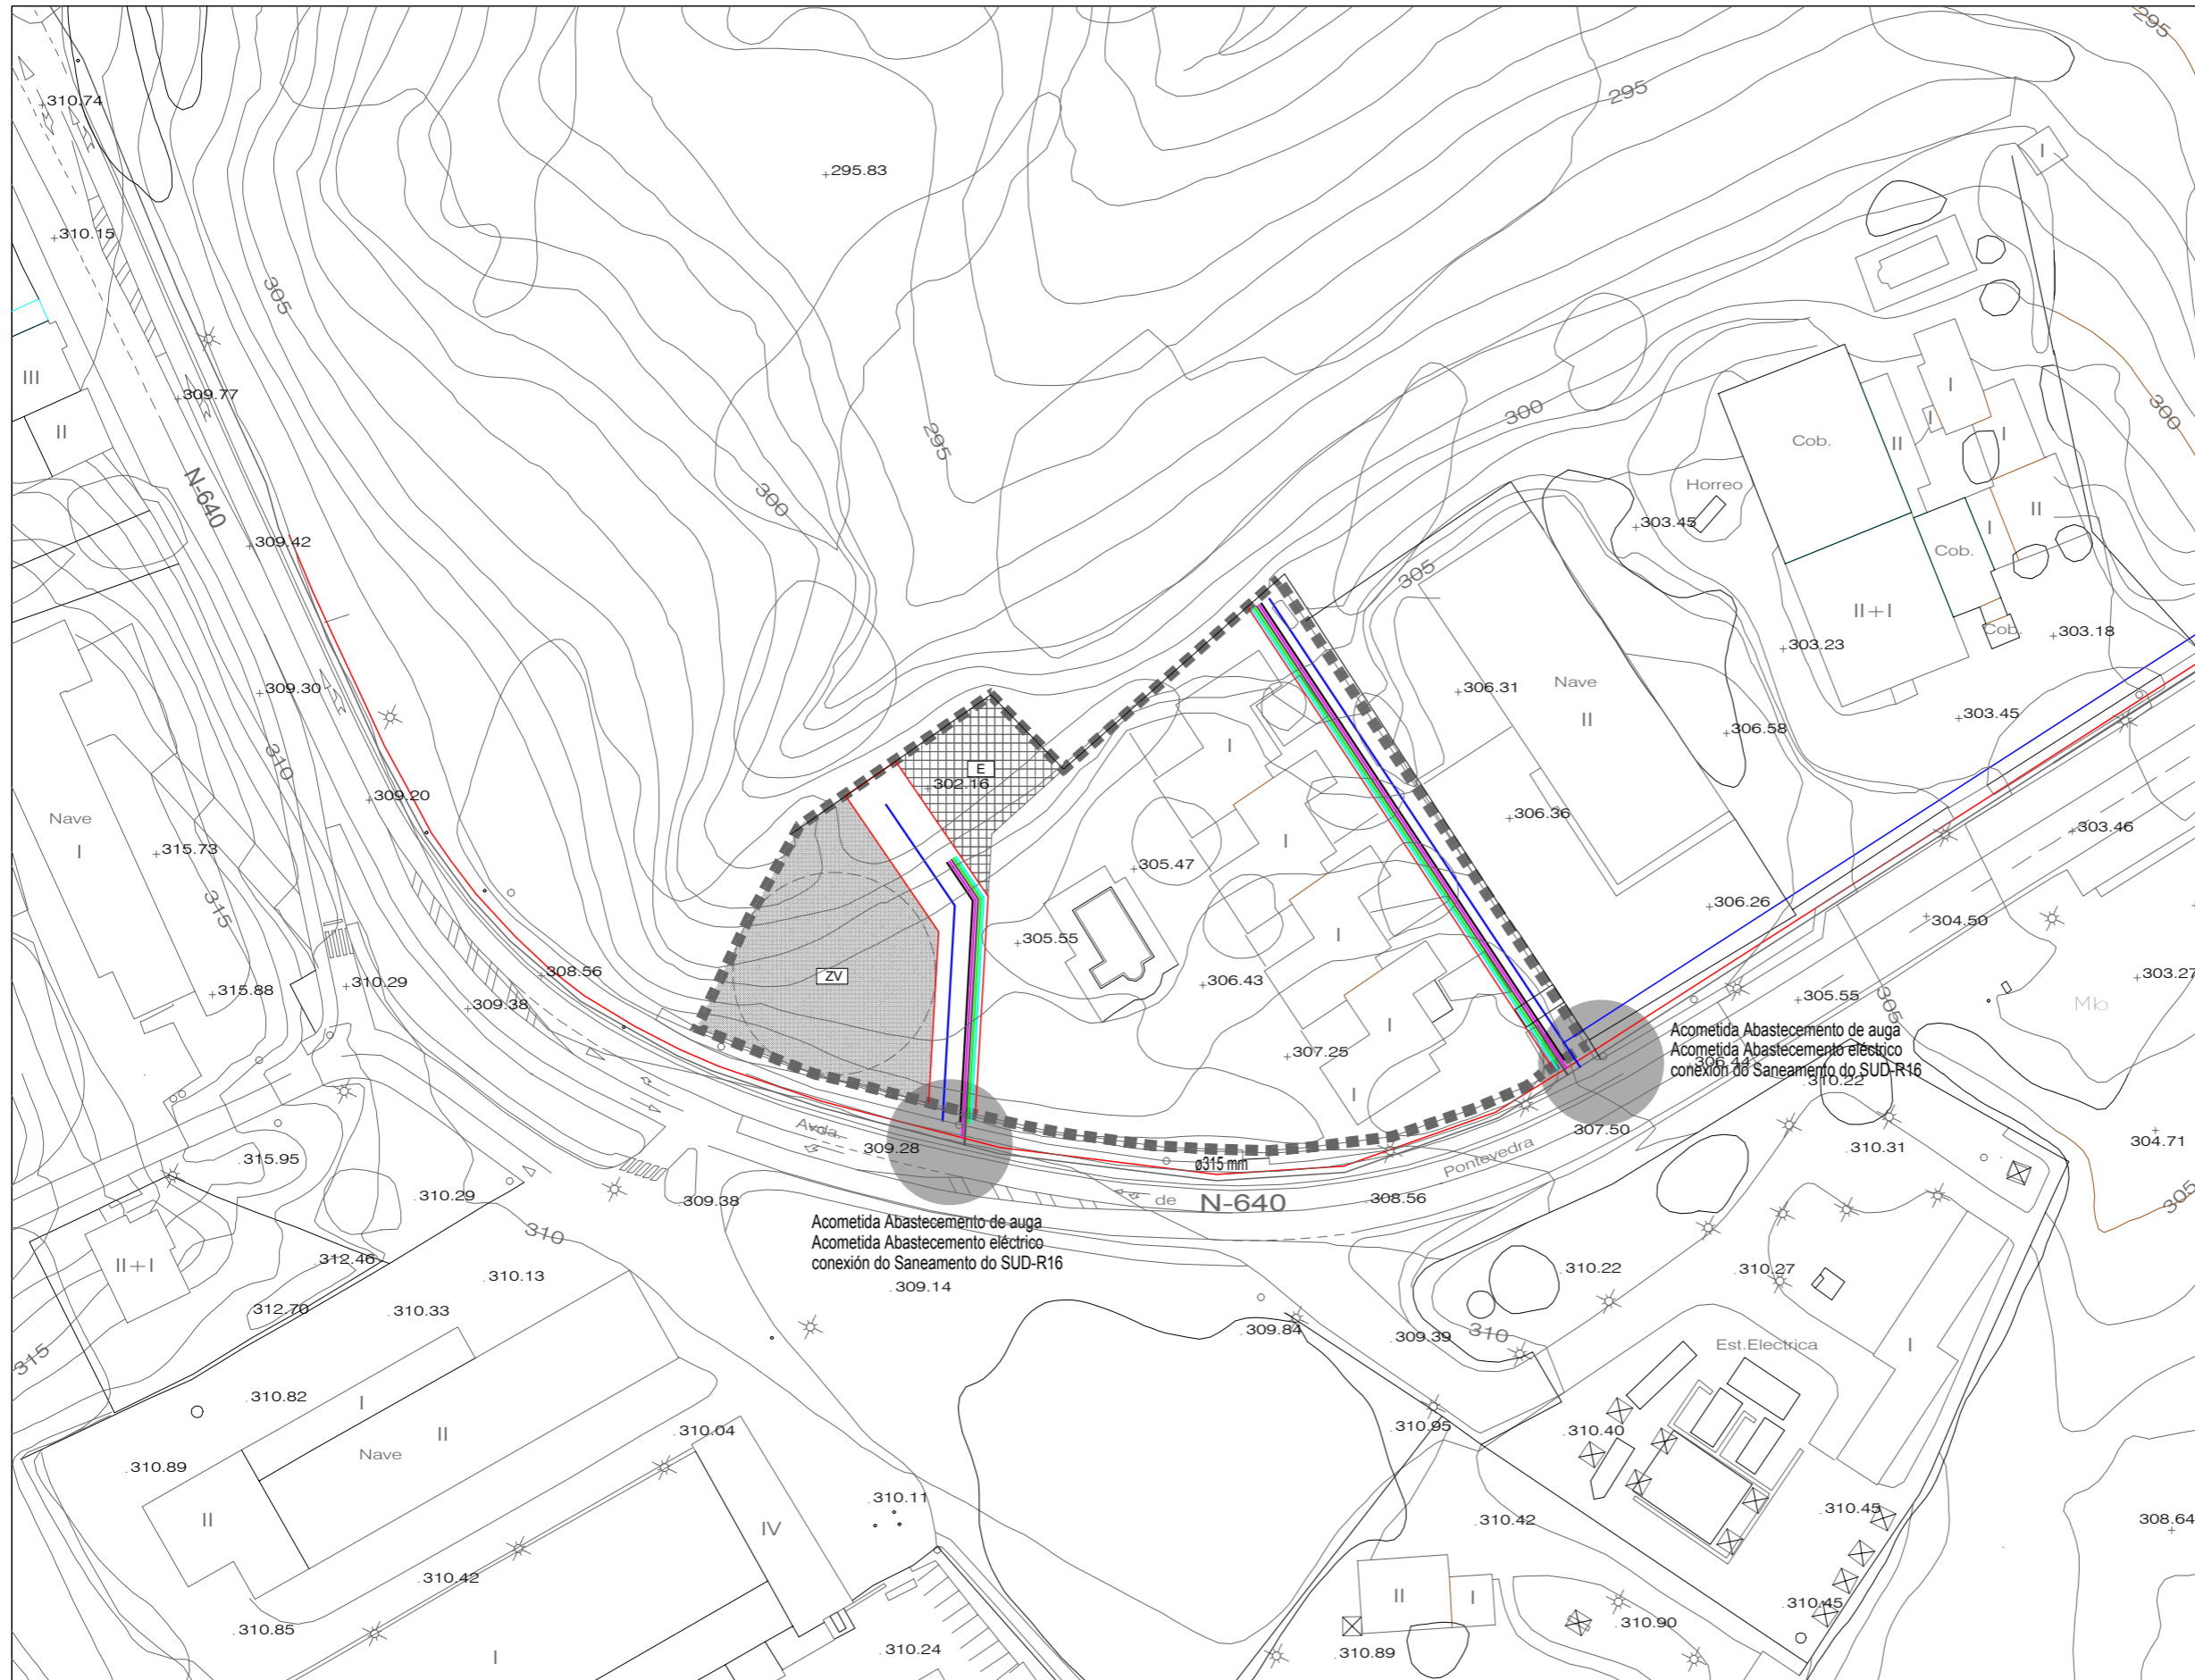 295
310.74
295
295.83
I
310.15
305
III
309.77
II
N-640
295
300
300
300
Cob.
II
I
I
I
Horreo
303.45
II
I
Cob.
309.42
305
II+I
Cob.
303.18
303.23
309.30
306.31
Nave
II
303.45
306.58
310
E
302.16
309.20
I
Nave
I
315.73
306.36
303.46
I
305.47
315
306.26
304.50
I
305.55
308.56
ZV
303.27
310.29
306.43
315.88
309.38
305.55
305
Mb
I
307.25
Acometida Abastecemento de auga
Acometida Abastecemento eléctrico
conexión do Saneamento do SUD-R16
306.44
310.22
I
Avda.
307.50
309.28
304.71
310.31
315.95
ø315 mm
Pontevedra
310.29
309.38
de
N-640
308.56
305
Acometida Abastecemento de auga
Acometida Abastecemento eléctrico
conexión do Saneamento do SUD-R16
310
II+I
312.46
310.13
309.14
310.22
310.27
312.70
310.33
309.84
309.39
310
Est.Electrica
I
315
310.82
I
II
310.04
310.95
310.40
Nave
310.89
310.11
310.45
II
IV
310.42
308.64
310.42
II
I
310.45
310.85
310.90
I
310.24
310.89